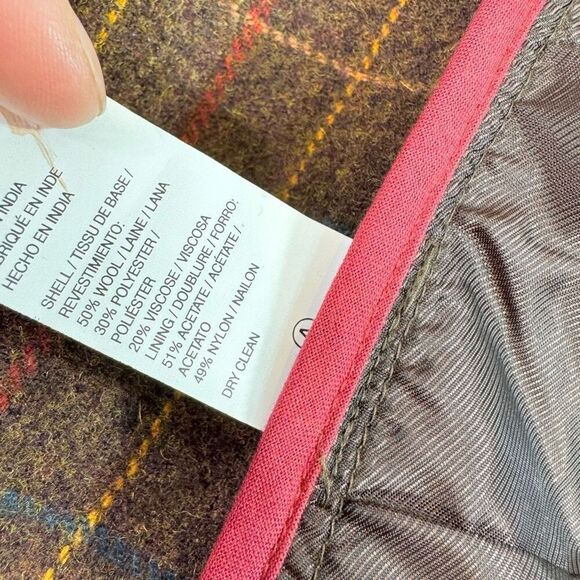 INDIA
FABRIQUÉ EN INDE
HECHO EN INDIA
SHELL / TISSU DE BASE /
REVESTIMIENTO:
50% WOOL / LAINE / LANA
30% POLYESTER /
POLIÉSTER
20% VISCOSE / VISCOSA
LINING / DOUBLURE / FORRO:
51% ACETATE / ACÉTATE /
ACETATO
49% NYLON / NAILON
DRY CLEAN